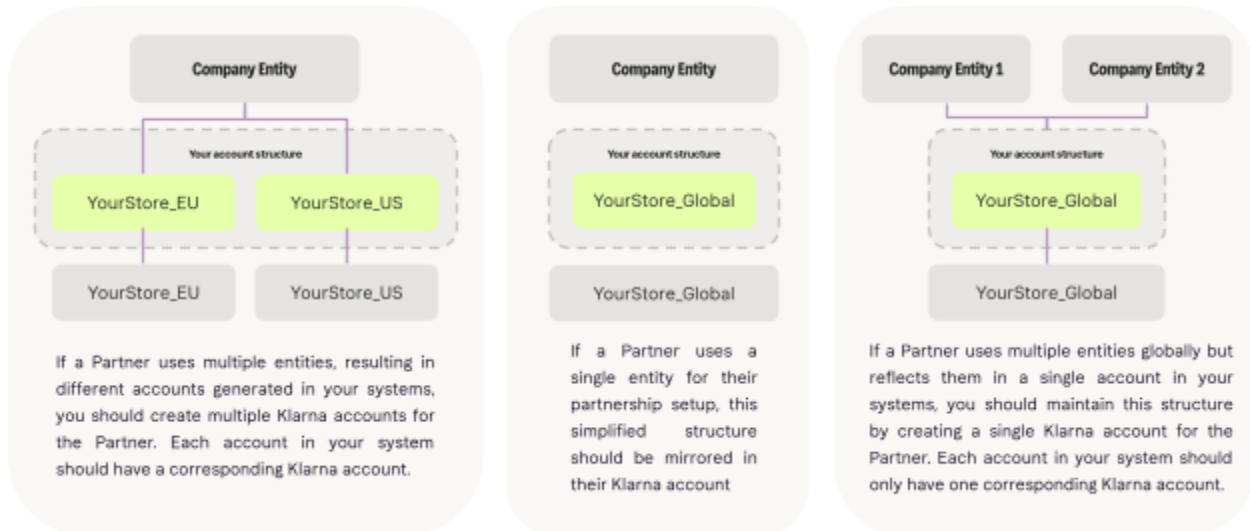 Company Entity
Your account structure
YourStore_EU
YourStore_US
YourStore_EU
YourStore_US
If a Partner uses multiple entities, resulting in
different accounts generated in your systems,
you should create multiple Klarna accounts for
the Partner. Each account in your system
should have a corresponding Klarna account.
Company Entity
Your account structure
YourStore_Global
YourStore_Global
If a Partner uses a
single entity for their
partnership setup, this
simplified structure
should be mirrored in
their Klarna account
Company Entity 1
Company Entity 2
Your account structure
YourStore_Global
YourStore_Global
If a Partner uses multiple entities globally but
reflects them in a single account in your
systems, you should maintain this structure
by creating a single Klarna account for the
Partner. Each account in your system should
only have one corresponding Klarna account.